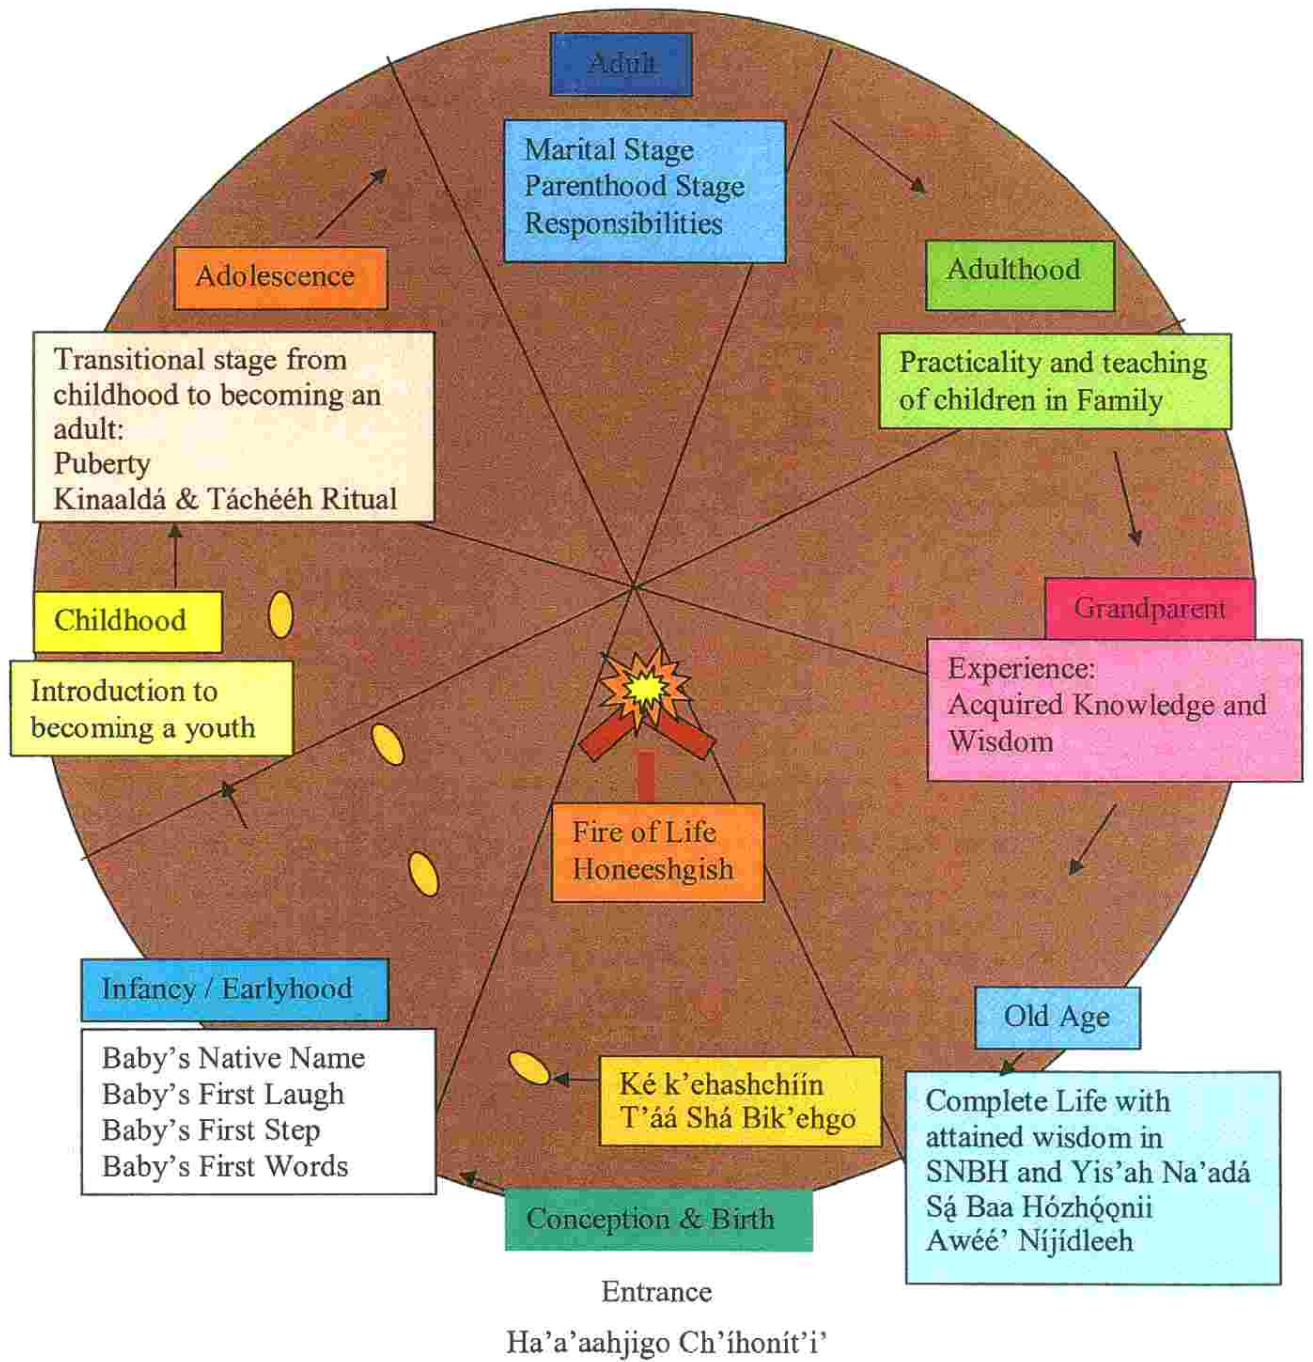 Adult
Marital Stage
Parenthood Stage
Responsibilities
Adolescence
Transitional stage from
childhood to becoming an
adult:
Puberty
Kinaaldá & Táchééh Ritual
Adulthood
Practicality and teaching
of children in Family
Childhood
Introduction to
becoming a youth
Grandparent
Experience:
Acquired Knowledge and
Wisdom
Fire of Life
Honeeshgish
Infancy / Earlyhood
Baby’s Native Name
Baby’s First Laugh
Baby’s First Step
Baby’s First Words
Ké k’ehashchíín
T’áá Shá Bik’ehgo
Old Age
Complete Life with
attained wisdom in
SNBH and Yis’ah Na’adá
Są́ Baa Hózhǫ́ǫnii
Awéé’ Níjídleeh
Conception & Birth
Entrance
Ha’a’aahjigo Ch’íhonít’i’